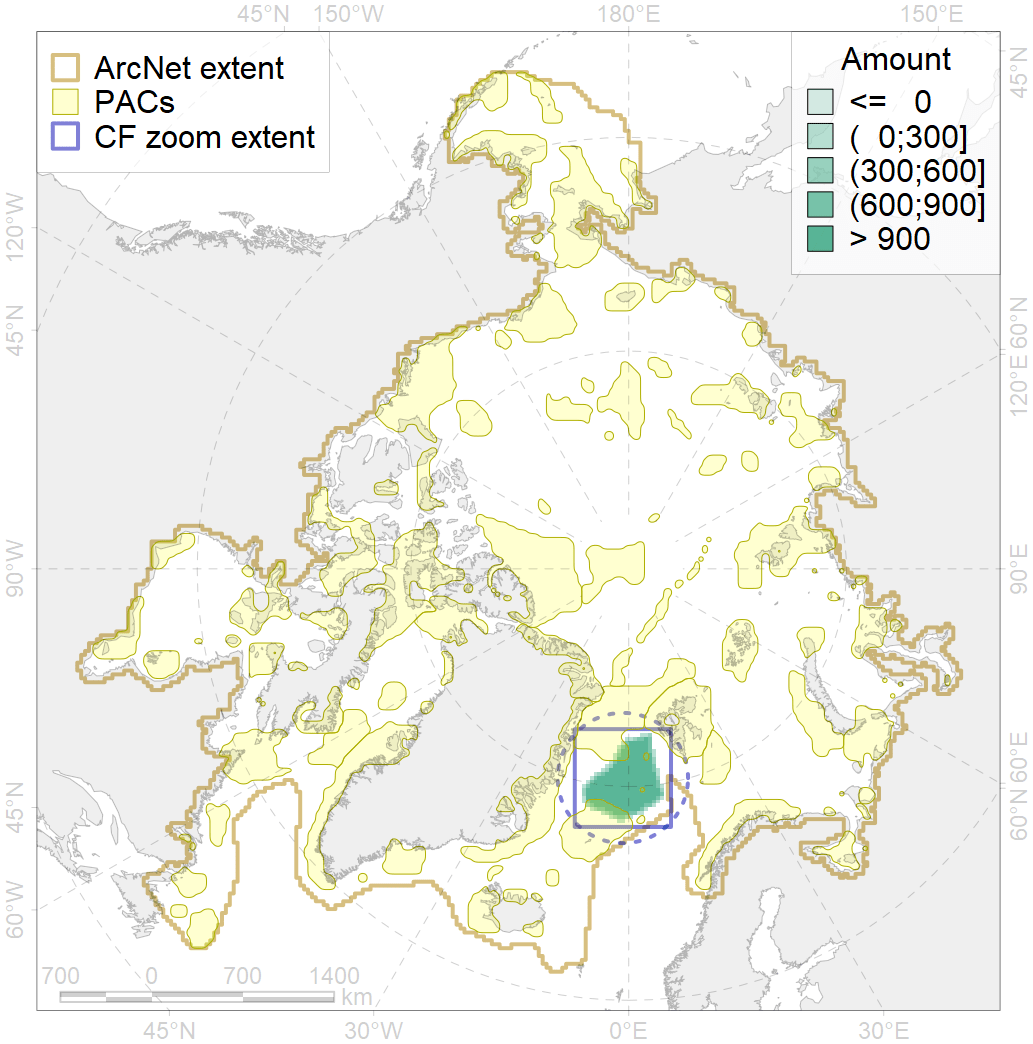 45°N 150°W 180°E 150°E
ArcNet extent
PACs
CF zoom extent
Amount
<= 0
( 0;300]
(300;600]
(600;900]
> 900
45°N
120°W
60°N
45°N
120°E
90°W
90°E
45°N
60°N
60°E
60°W
700 0 700 1400
km
45°N 30°W 0°E 30°E